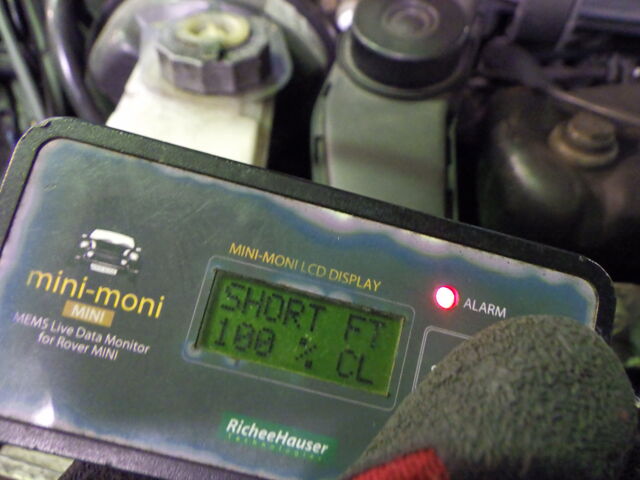 MINI-MONI LCD DISPLAY
ALARM
mini-moni
MINI
MEMS Live Data Monitor
for Rover MINI
SHORT FT
100 % CL
RicheeHauser
Technologies